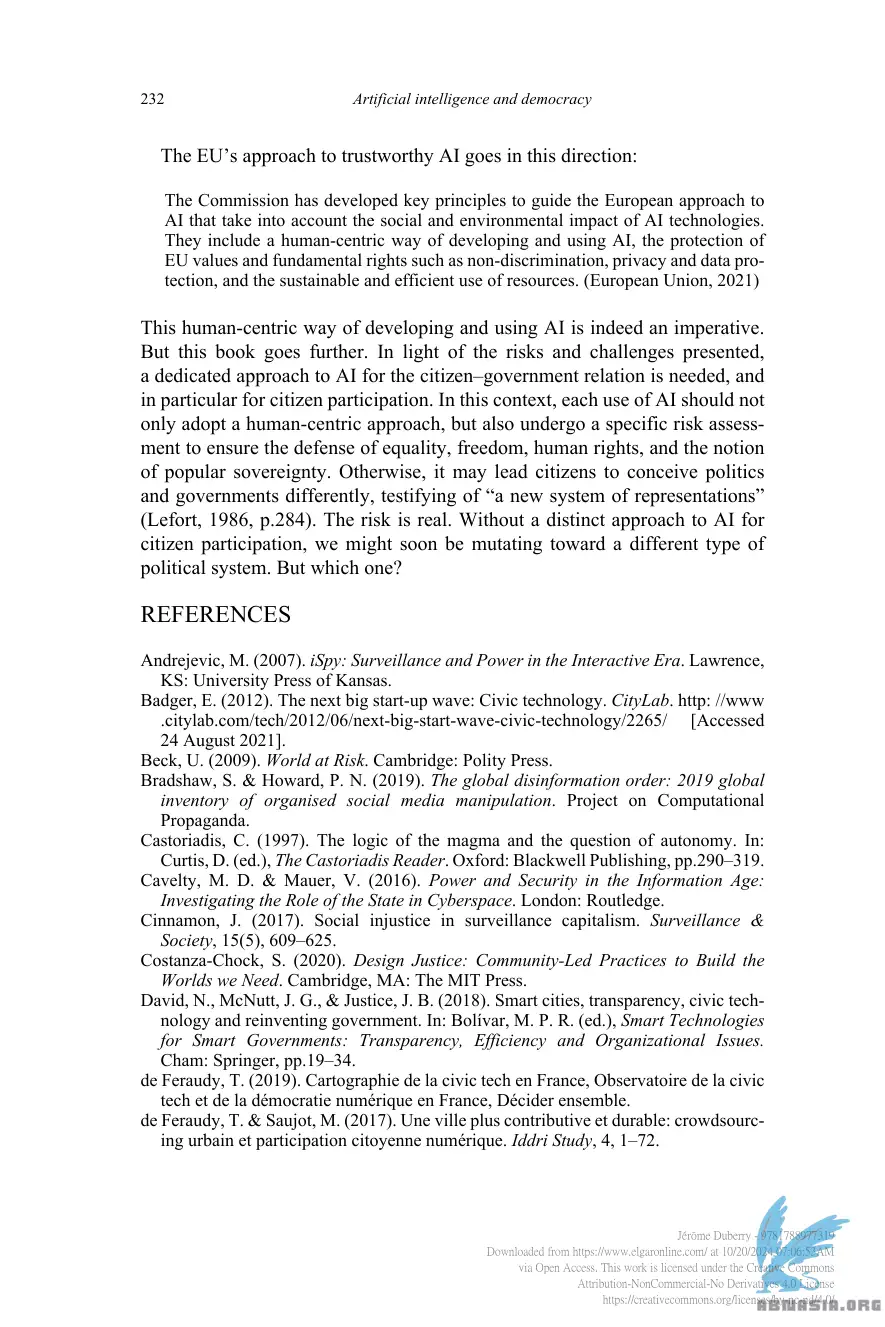 232
Artificial intelligence and democracy
The EU’s approach to trustworthy AI goes in this direction:
The Commission has developed key principles to guide the European approach to
AI that take into account the social and environmental impact of AI technologies.
They include a human-centric way of developing and using AI, the protection of
EU values and fundamental rights such as non-discrimination, privacy and data pro-
tection, and the sustainable and efficient use of resources. (European Union, 2021)
This human-centric way of developing and using AI is indeed an imperative.
But this book goes further. In light of the risks and challenges presented,
a dedicated approach to AI for the citizen–government relation is needed, and
in particular for citizen participation. In this context, each use of AI should not
only adopt a human-centric approach, but also undergo a specific risk assess-
ment to ensure the defense of equality, freedom, human rights, and the notion
of popular sovereignty. Otherwise, it may lead citizens to conceive politics
and governments differently, testifying of “a new system of representations”
(Lefort, 1986, p.284). The risk is real. Without a distinct approach to AI for
citizen participation, we might soon be mutating toward a different type of
political system. But which one?
REFERENCES
Andrejevic, M. (2007). iSpy: Surveillance and Power in the Interactive Era. Lawrence,
KS: University Press of Kansas.
Badger, E. (2012). The next big start-up wave: Civic technology. CityLab. http: //www
.citylab.com/tech/2012/06/next-big-start-wave-civic-technology/2265/ [Accessed
24 August 2021].
Beck, U. (2009). World at Risk. Cambridge: Polity Press.
Bradshaw, S. & Howard, P. N. (2019). The global disinformation order: 2019 global
inventory of organised social media manipulation. Project on Computational
Propaganda.
Castoriadis, C. (1997). The logic of the magma and the question of autonomy. In:
Curtis, D. (ed.), The Castoriadis Reader. Oxford: Blackwell Publishing, pp.290–319.
Cavelty, M. D. & Mauer, V. (2016). Power and Security in the Information Age:
Investigating the Role of the State in Cyberspace. London: Routledge.
Cinnamon, J. (2017). Social injustice in surveillance capitalism. Surveillance &
Society, 15(5), 609–625.
Costanza-Chock, S. (2020). Design Justice: Community-Led Practices to Build the
Worlds we Need. Cambridge, MA: The MIT Press.
David, N., McNutt, J. G., & Justice, J. B. (2018). Smart cities, transparency, civic tech-
nology and reinventing government. In: Bolívar, M. P. R. (ed.), Smart Technologies
for Smart Governments: Transparency, Efficiency and Organizational Issues.
Cham: Springer, pp.19–34.
de Feraudy, T. (2019). Cartographie de la civic tech en France, Observatoire de la civic
tech et de la démocratie numérique en France, Décider ensemble.
de Feraudy, T. & Saujot, M. (2017). Une ville plus contributive et durable: crowdsourc-
ing urbain et participation citoyenne numérique. Iddri Study, 4, 1–72.
Jérôme Duberry - 9781788977319
Downloaded from https://www.elgaronline.com/ at 10/20/2024 07:06:52AM
via Open Access. This work is licensed under the Creative Commons
Attribution-NonCommercial-No Derivatives 4.0 License
https://creativecommons.org/licenses/by-nc-nd/4.0/
ABTWASIA.ORG